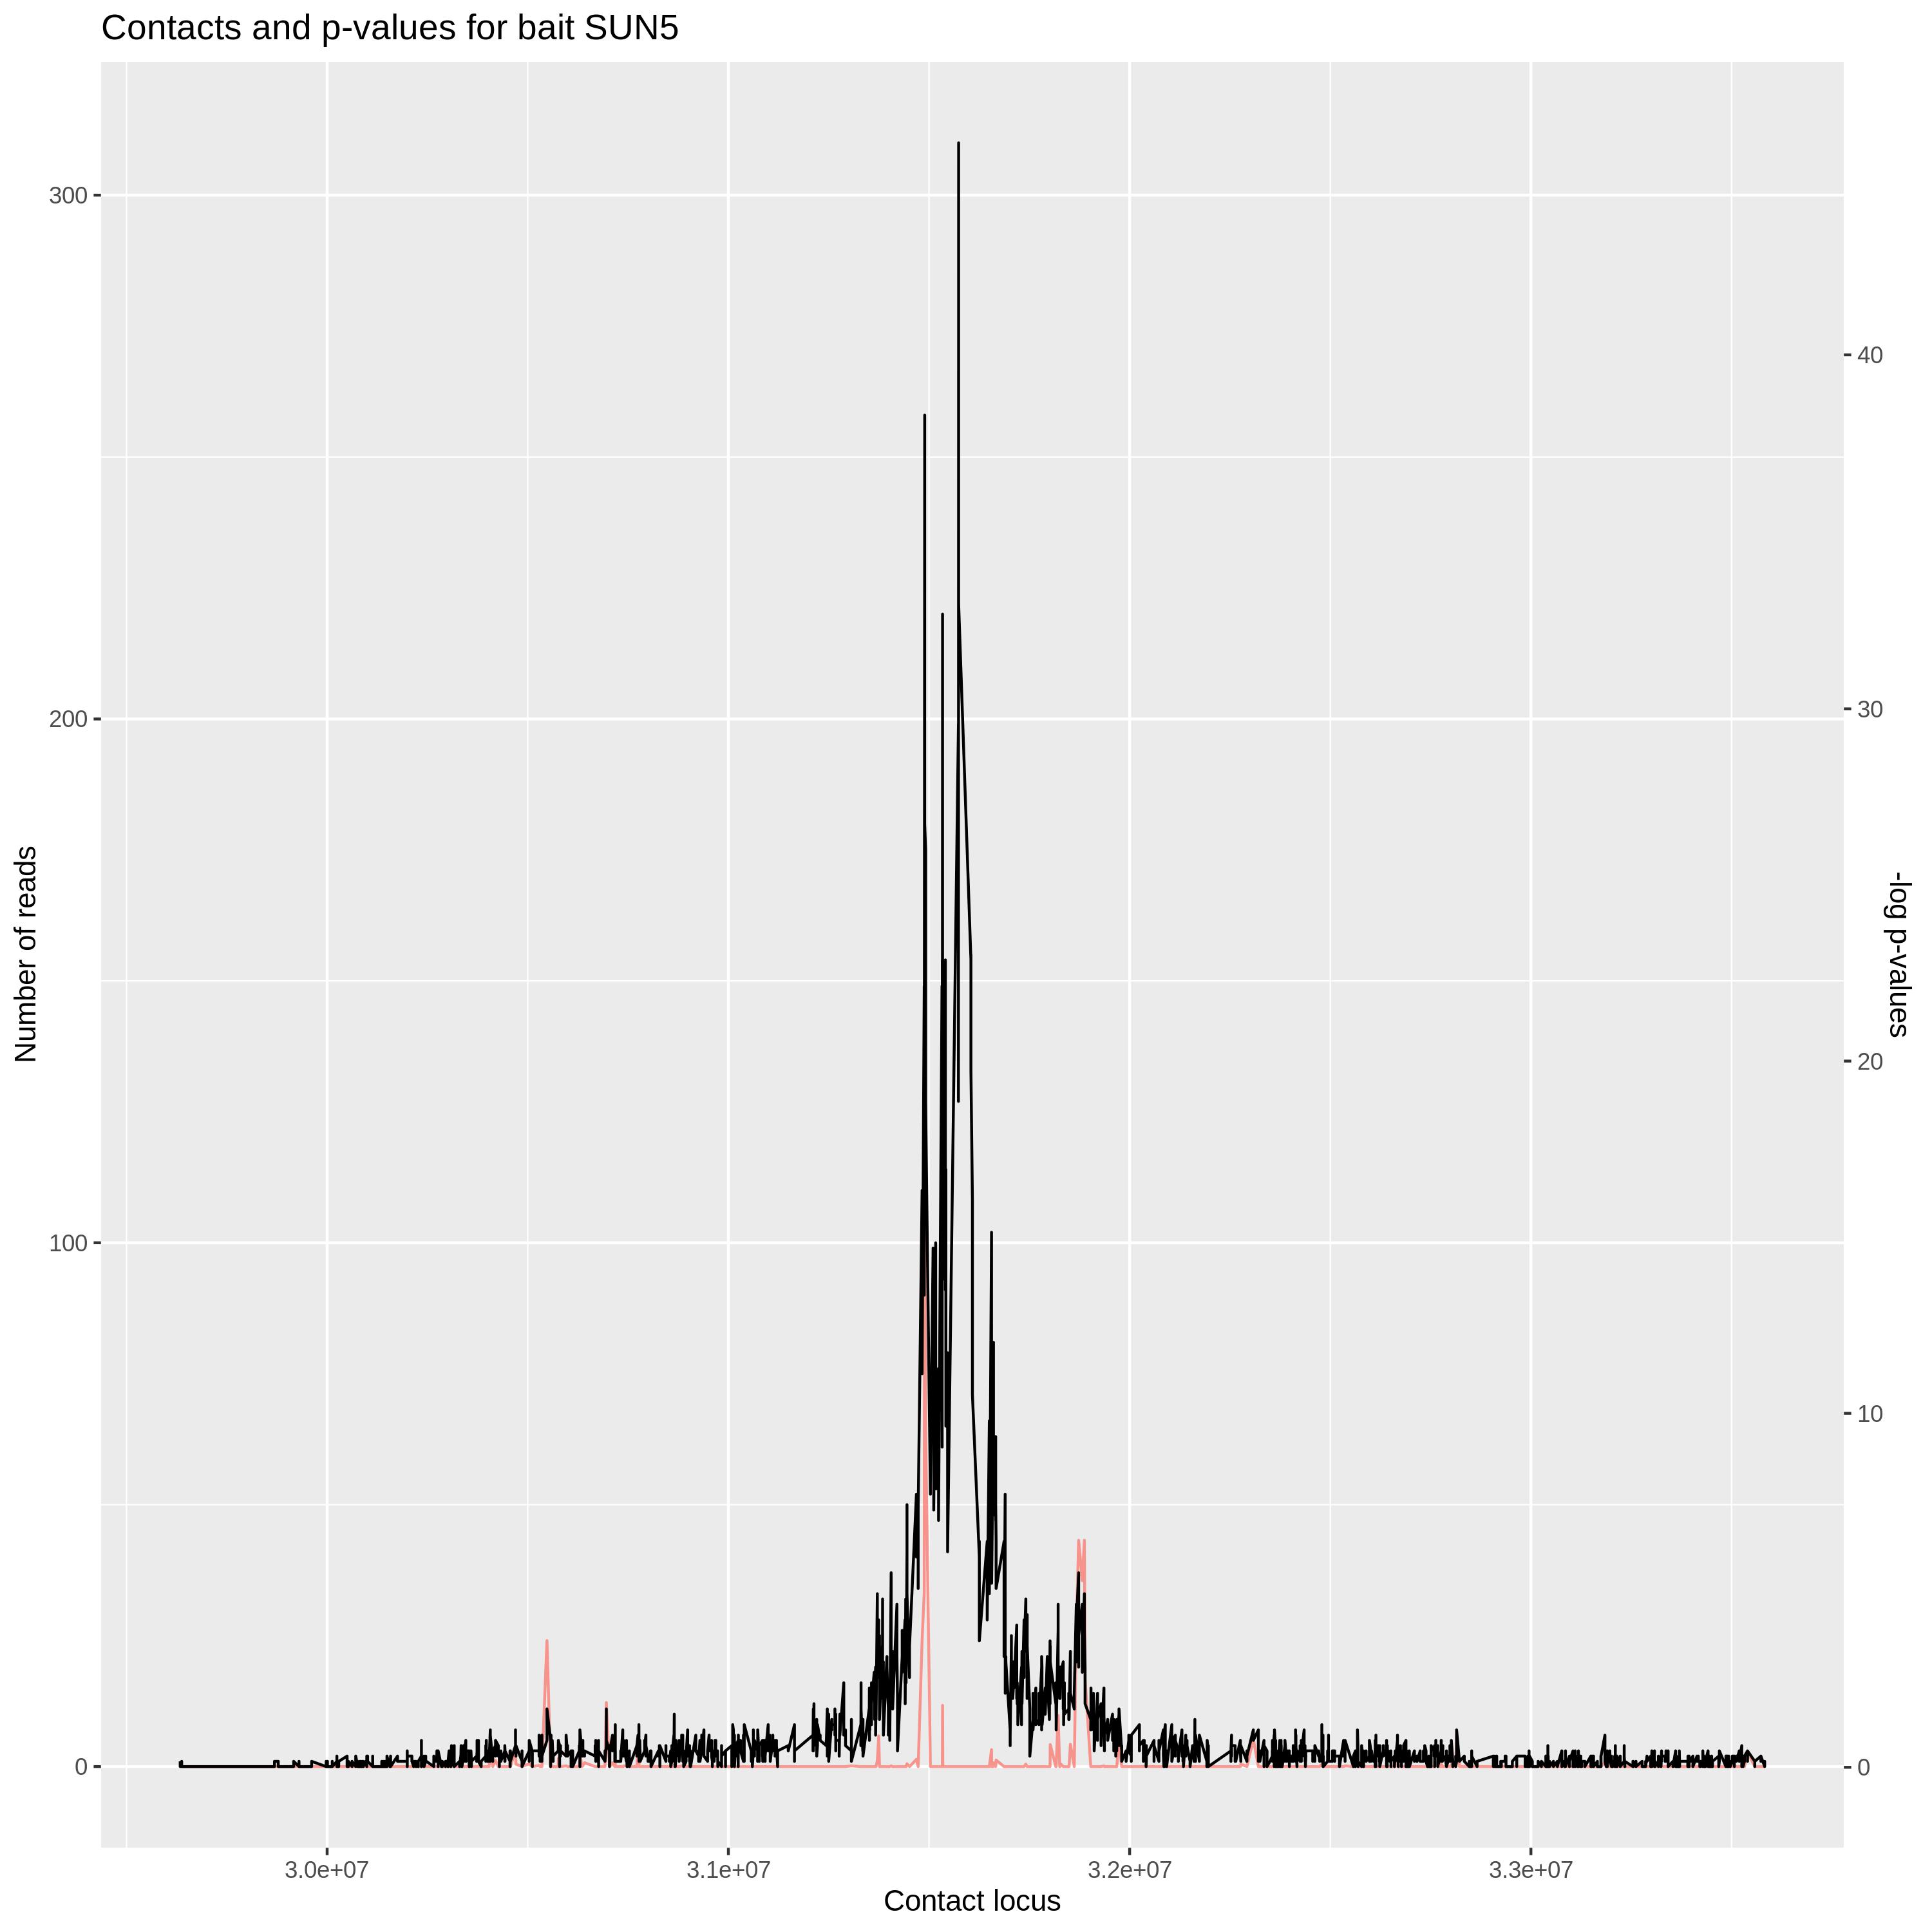 Contacts and p-values for bait SUN5
300
200
100
0
Number of reads
40
30
20
10
0
-log p-values
3.0e+07
3.1e+07
3.2e+07
3.3e+07
Contact locus